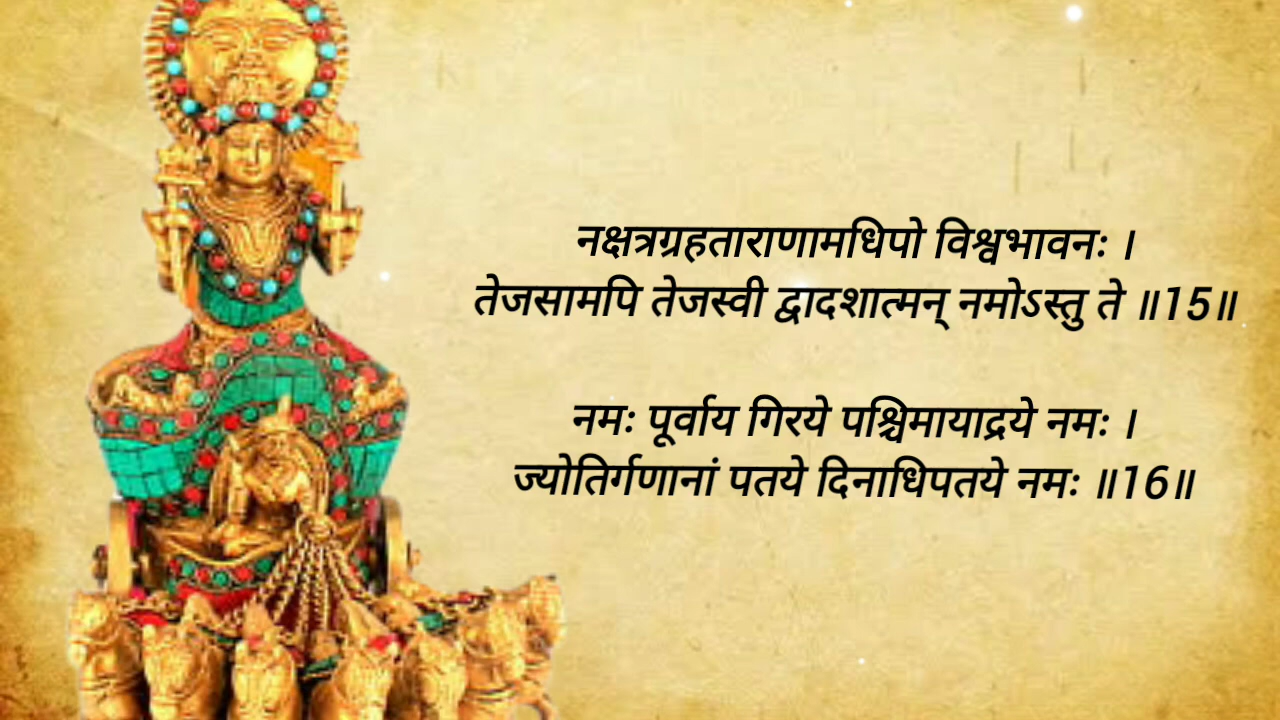 नक्षत्रग्रहताराणामधिपो विश्वभावनः ।
तेजसामपि तेजस्वी द्वादशात्मन् नमोऽस्तु ते ॥15॥
नमः पूर्वाय गिरये पश्चिमायाद्रये नमः ।
ज्योतिर्गणानां पतये दिनाधिपतये नमः ॥16॥